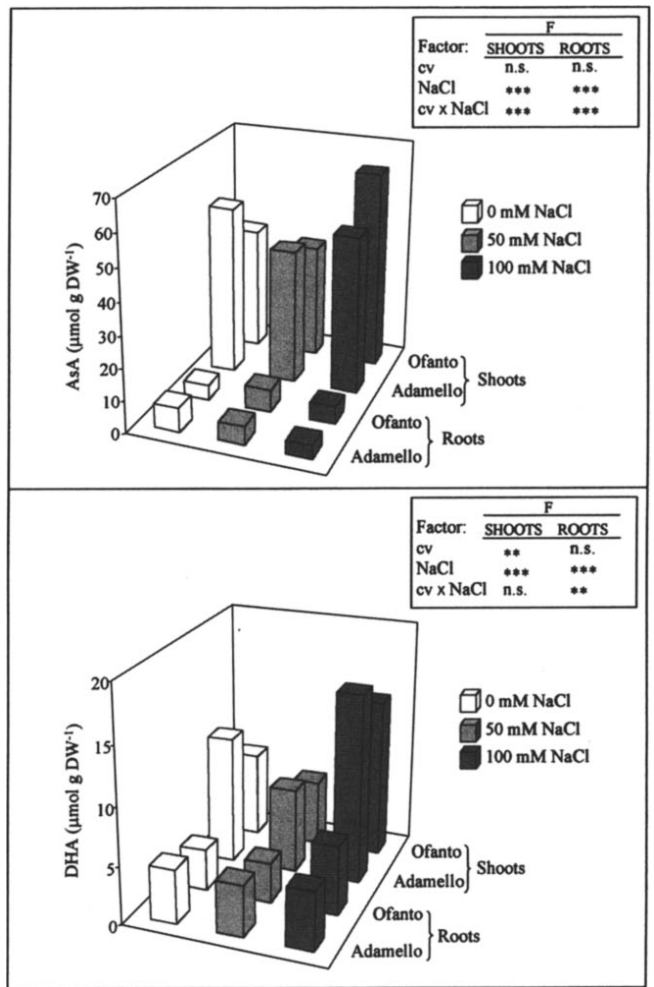 F
Factor: SHOOTS ROOTS
cv n.s. n.s.
NaCl *** ***
cv x NaCl *** ***
70
60
50
40
30
20
10
0
AsA (µmol g DW⁻¹)
0 mM NaCl
50 mM NaCl
100 mM NaCl
Ofanto
Adamello
Shoots
Ofanto
Adamello
Roots
F
Factor: SHOOTS ROOTS
cv ** n.s.
NaCl *** ***
cv x NaCl n.s. **
20
15
10
5
0
DHA (µmol g DW⁻¹)
0 mM NaCl
50 mM NaCl
100 mM NaCl
Ofanto
Adamello
Shoots
Ofanto
Adamello
Roots